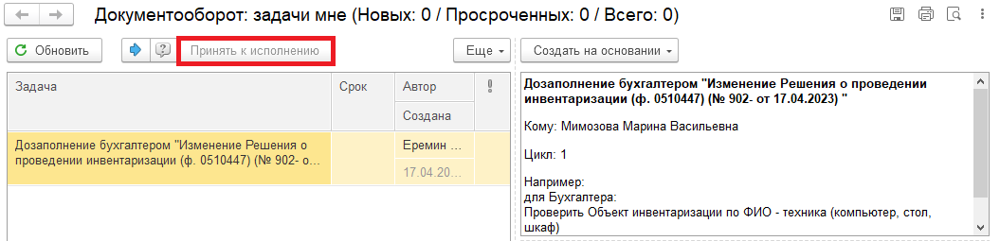 Документооборот: задачи мне (Новых: 0 / Просроченных: 0 / Всего: 0)
Обновить
Принять к исполнению
Еще
Создать на основании
Задача
Срок
Автор
Создана
Дозаполнение бухгалтером "Изменение Решения о
проведении инвентаризации (ф. 0510447) (№ 902- о...
Еремин ...
17.04.20...
Дозаполнение бухгалтером "Изменение Решения о проведении
инвентаризации (ф. 0510447) (№ 902- от 17.04.2023) "
Кому: Мимозова Марина Васильевна
Цикл: 1
Например:
для Бухгалтера:
Проверить Объект инвентаризации по ФИО - техника (компьютер, стол,
шкаф)